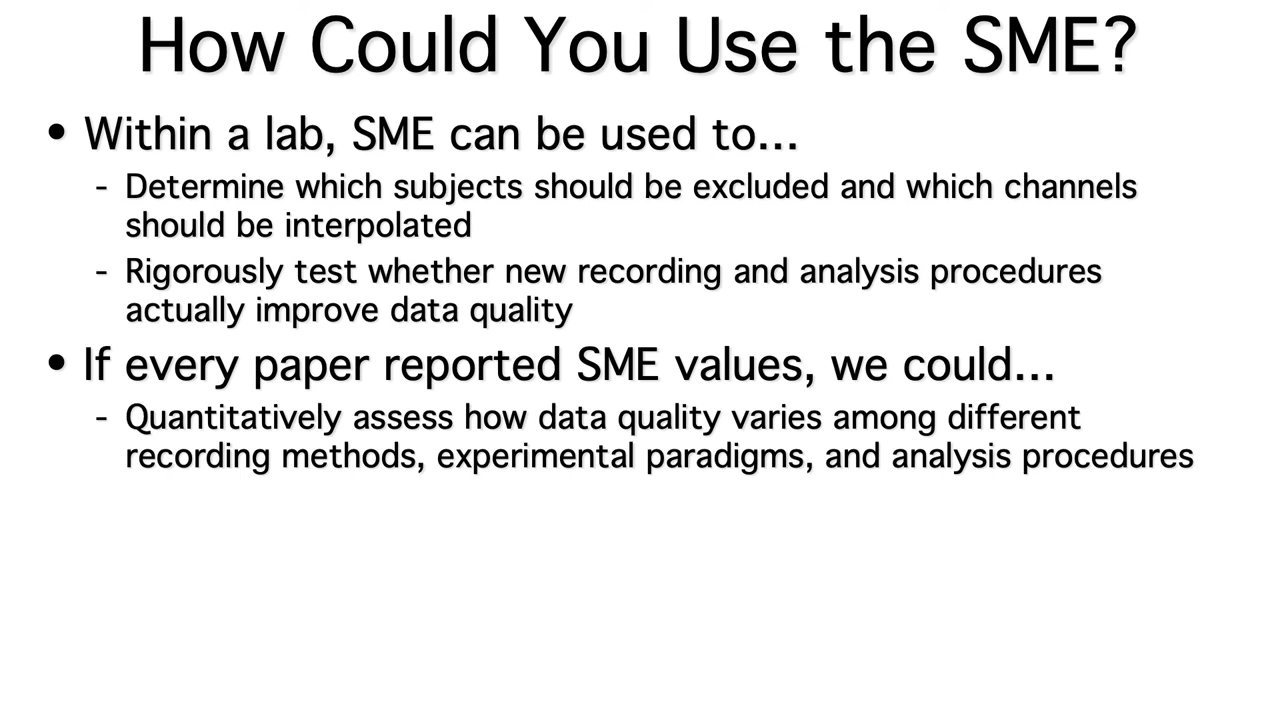 How Could You Use the SME?
• Within a lab, SME can be used to...
- Determine which subjects should be excluded and which channels
should be interpolated
- Rigorously test whether new recording and analysis procedures
actually improve data quality
• If every paper reported SME values, we could...
- Quantitatively assess how data quality varies among different
recording methods, experimental paradigms, and analysis procedures